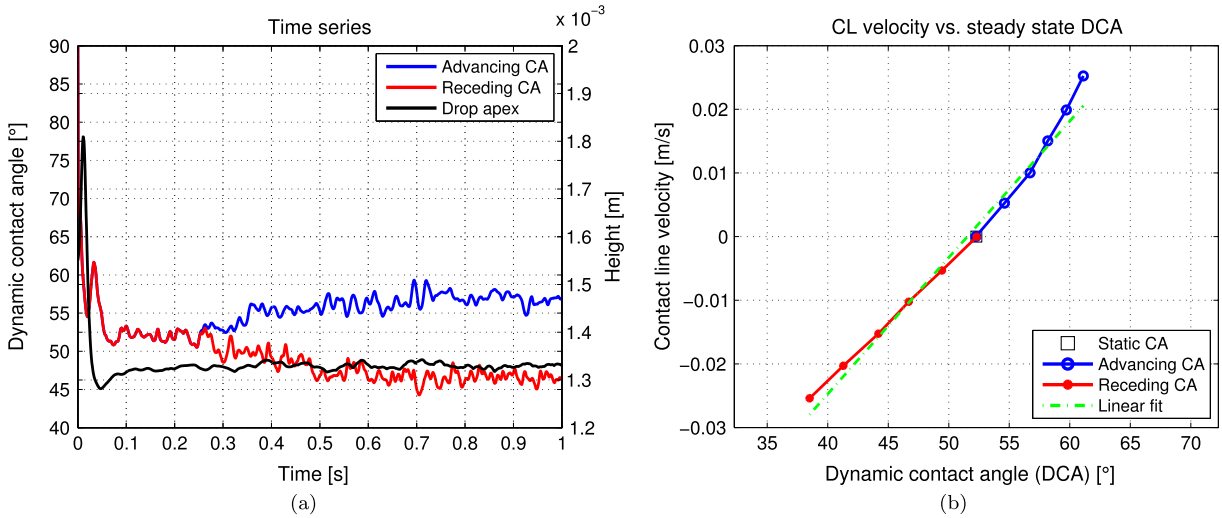 Time series
x 10⁻³
90
85
80
75
70
65
60
55
50
45
40
Dynamic contact angle [°]
Advancing CA
Receding CA
Drop apex
2
1.9
1.8
1.7
1.6
1.5
1.4
1.3
1.2
Height [m]
0
0.1
0.2
0.3
0.4
0.5
0.6
0.7
0.8
0.9
1
Time [s]
(a)
CL velocity vs. steady state DCA
0.03
0.02
0.01
0
−0.01
−0.02
−0.03
Contact line velocity [m/s]
Static CA
Advancing CA
Receding CA
Linear fit
35
40
45
50
55
60
65
70
Dynamic contact angle (DCA) [°]
(b)